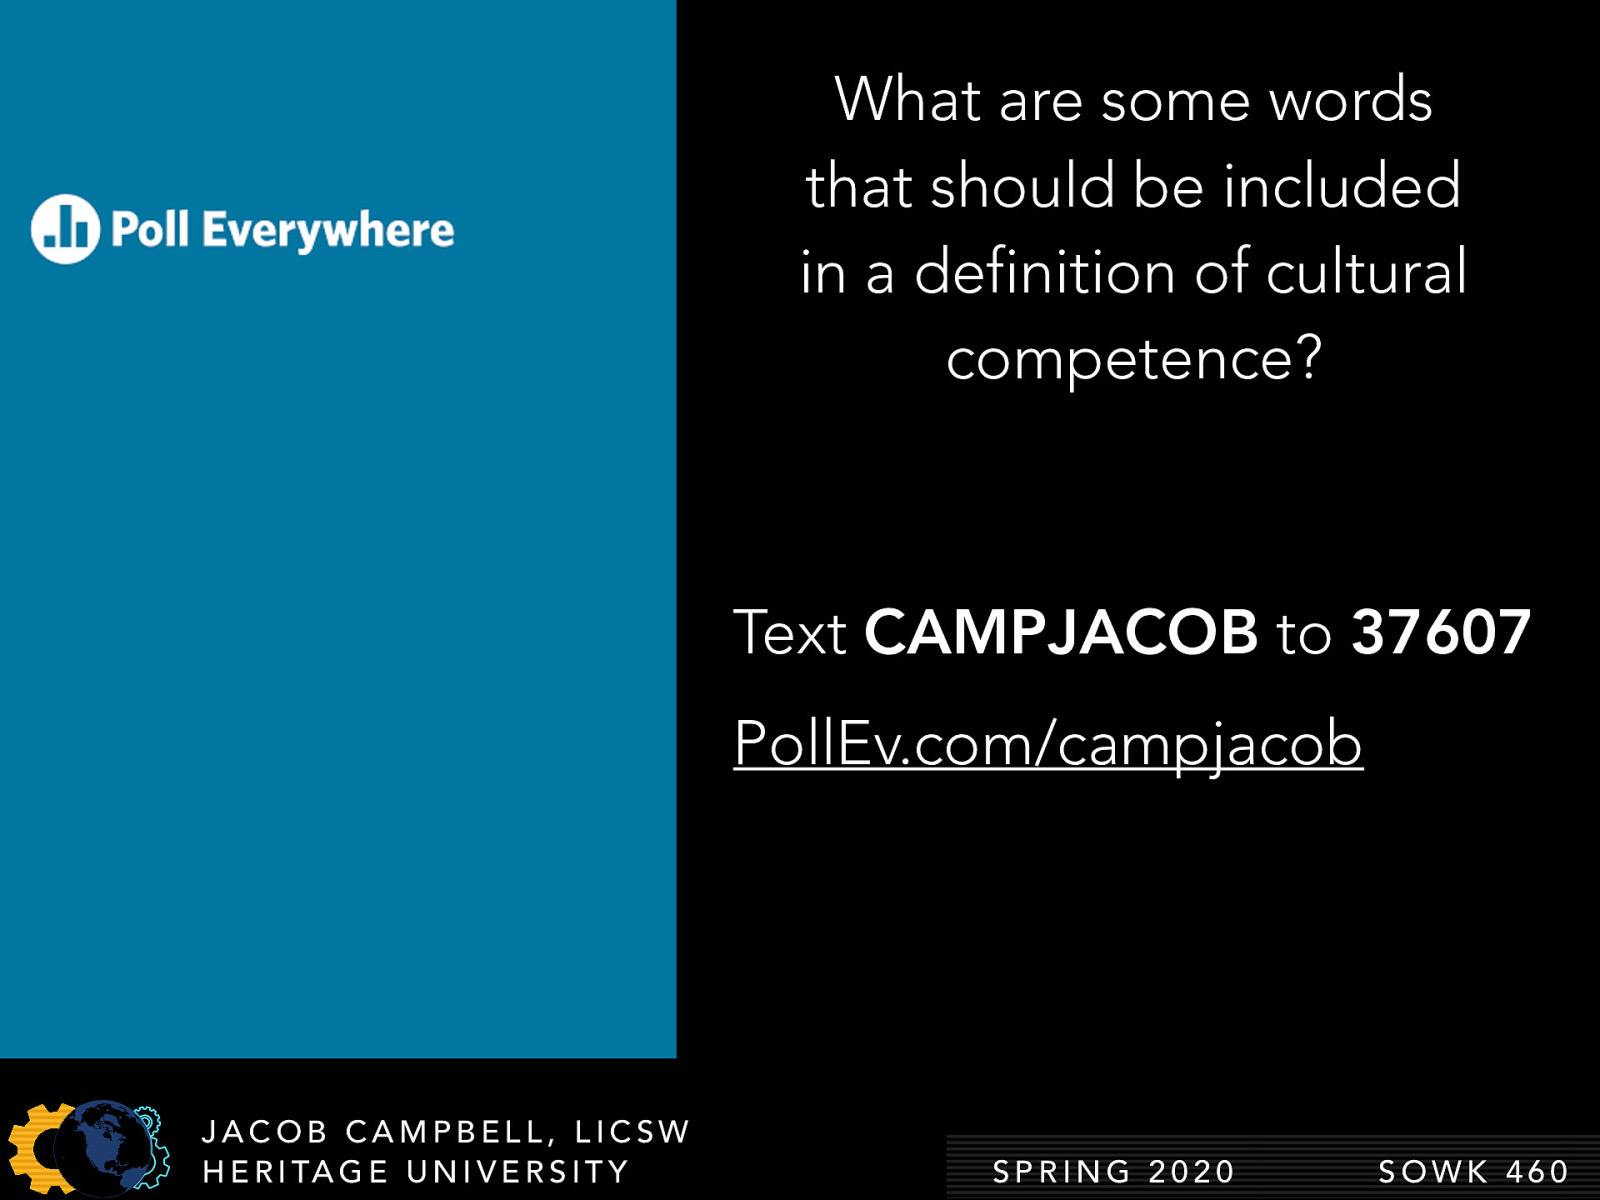 Poll Everywhere
What are some words
that should be included
in a definition of cultural
competence?
Text CAMPJACOB to 37607
PollEv.com/campjacob
JACOB CAMPBELL, LICSW
HERITAGE UNIVERSITY
SPRING 2020 SOWK 460